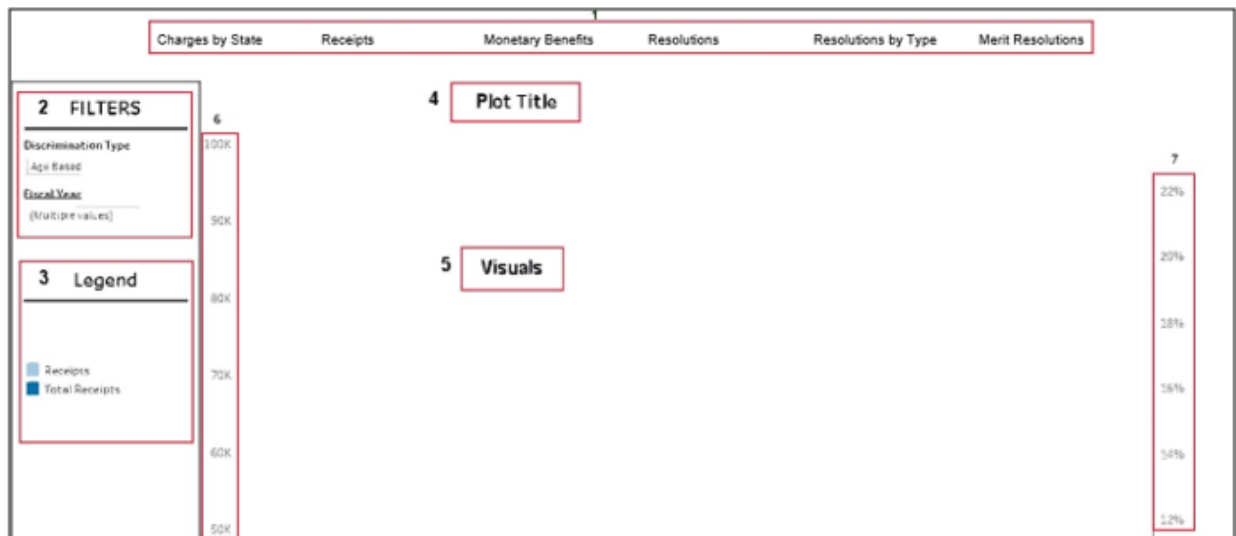 1
Charges by State Receipts Monetary Benefits Resolutions Resolutions by Type Merit Resolutions
2 FILTERS
Discrimination Type
Age Based
Fiscal Year
(Multiple values)
3 Legend
Receipts
Total Receipts
4 Plot Title
5 Visuals
6
100K
90K
80K
70K
60K
50K
7
22%
20%
18%
16%
14%
12%